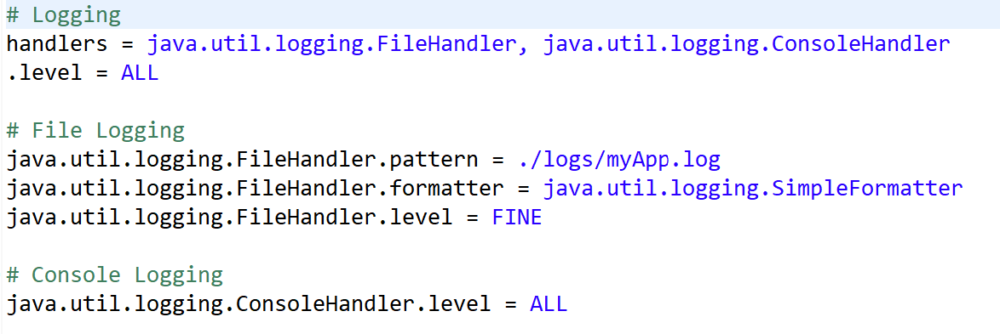 # Logging
handlers = java.util.logging.FileHandler, java.util.logging.ConsoleHandler
.level = ALL
# File Logging
java.util.logging.FileHandler.pattern = ./logs/myApp.log
java.util.logging.FileHandler.formatter = java.util.logging.SimpleFormatter
java.util.logging.FileHandler.level = FINE
# Console Logging
java.util.logging.ConsoleHandler.level = ALL